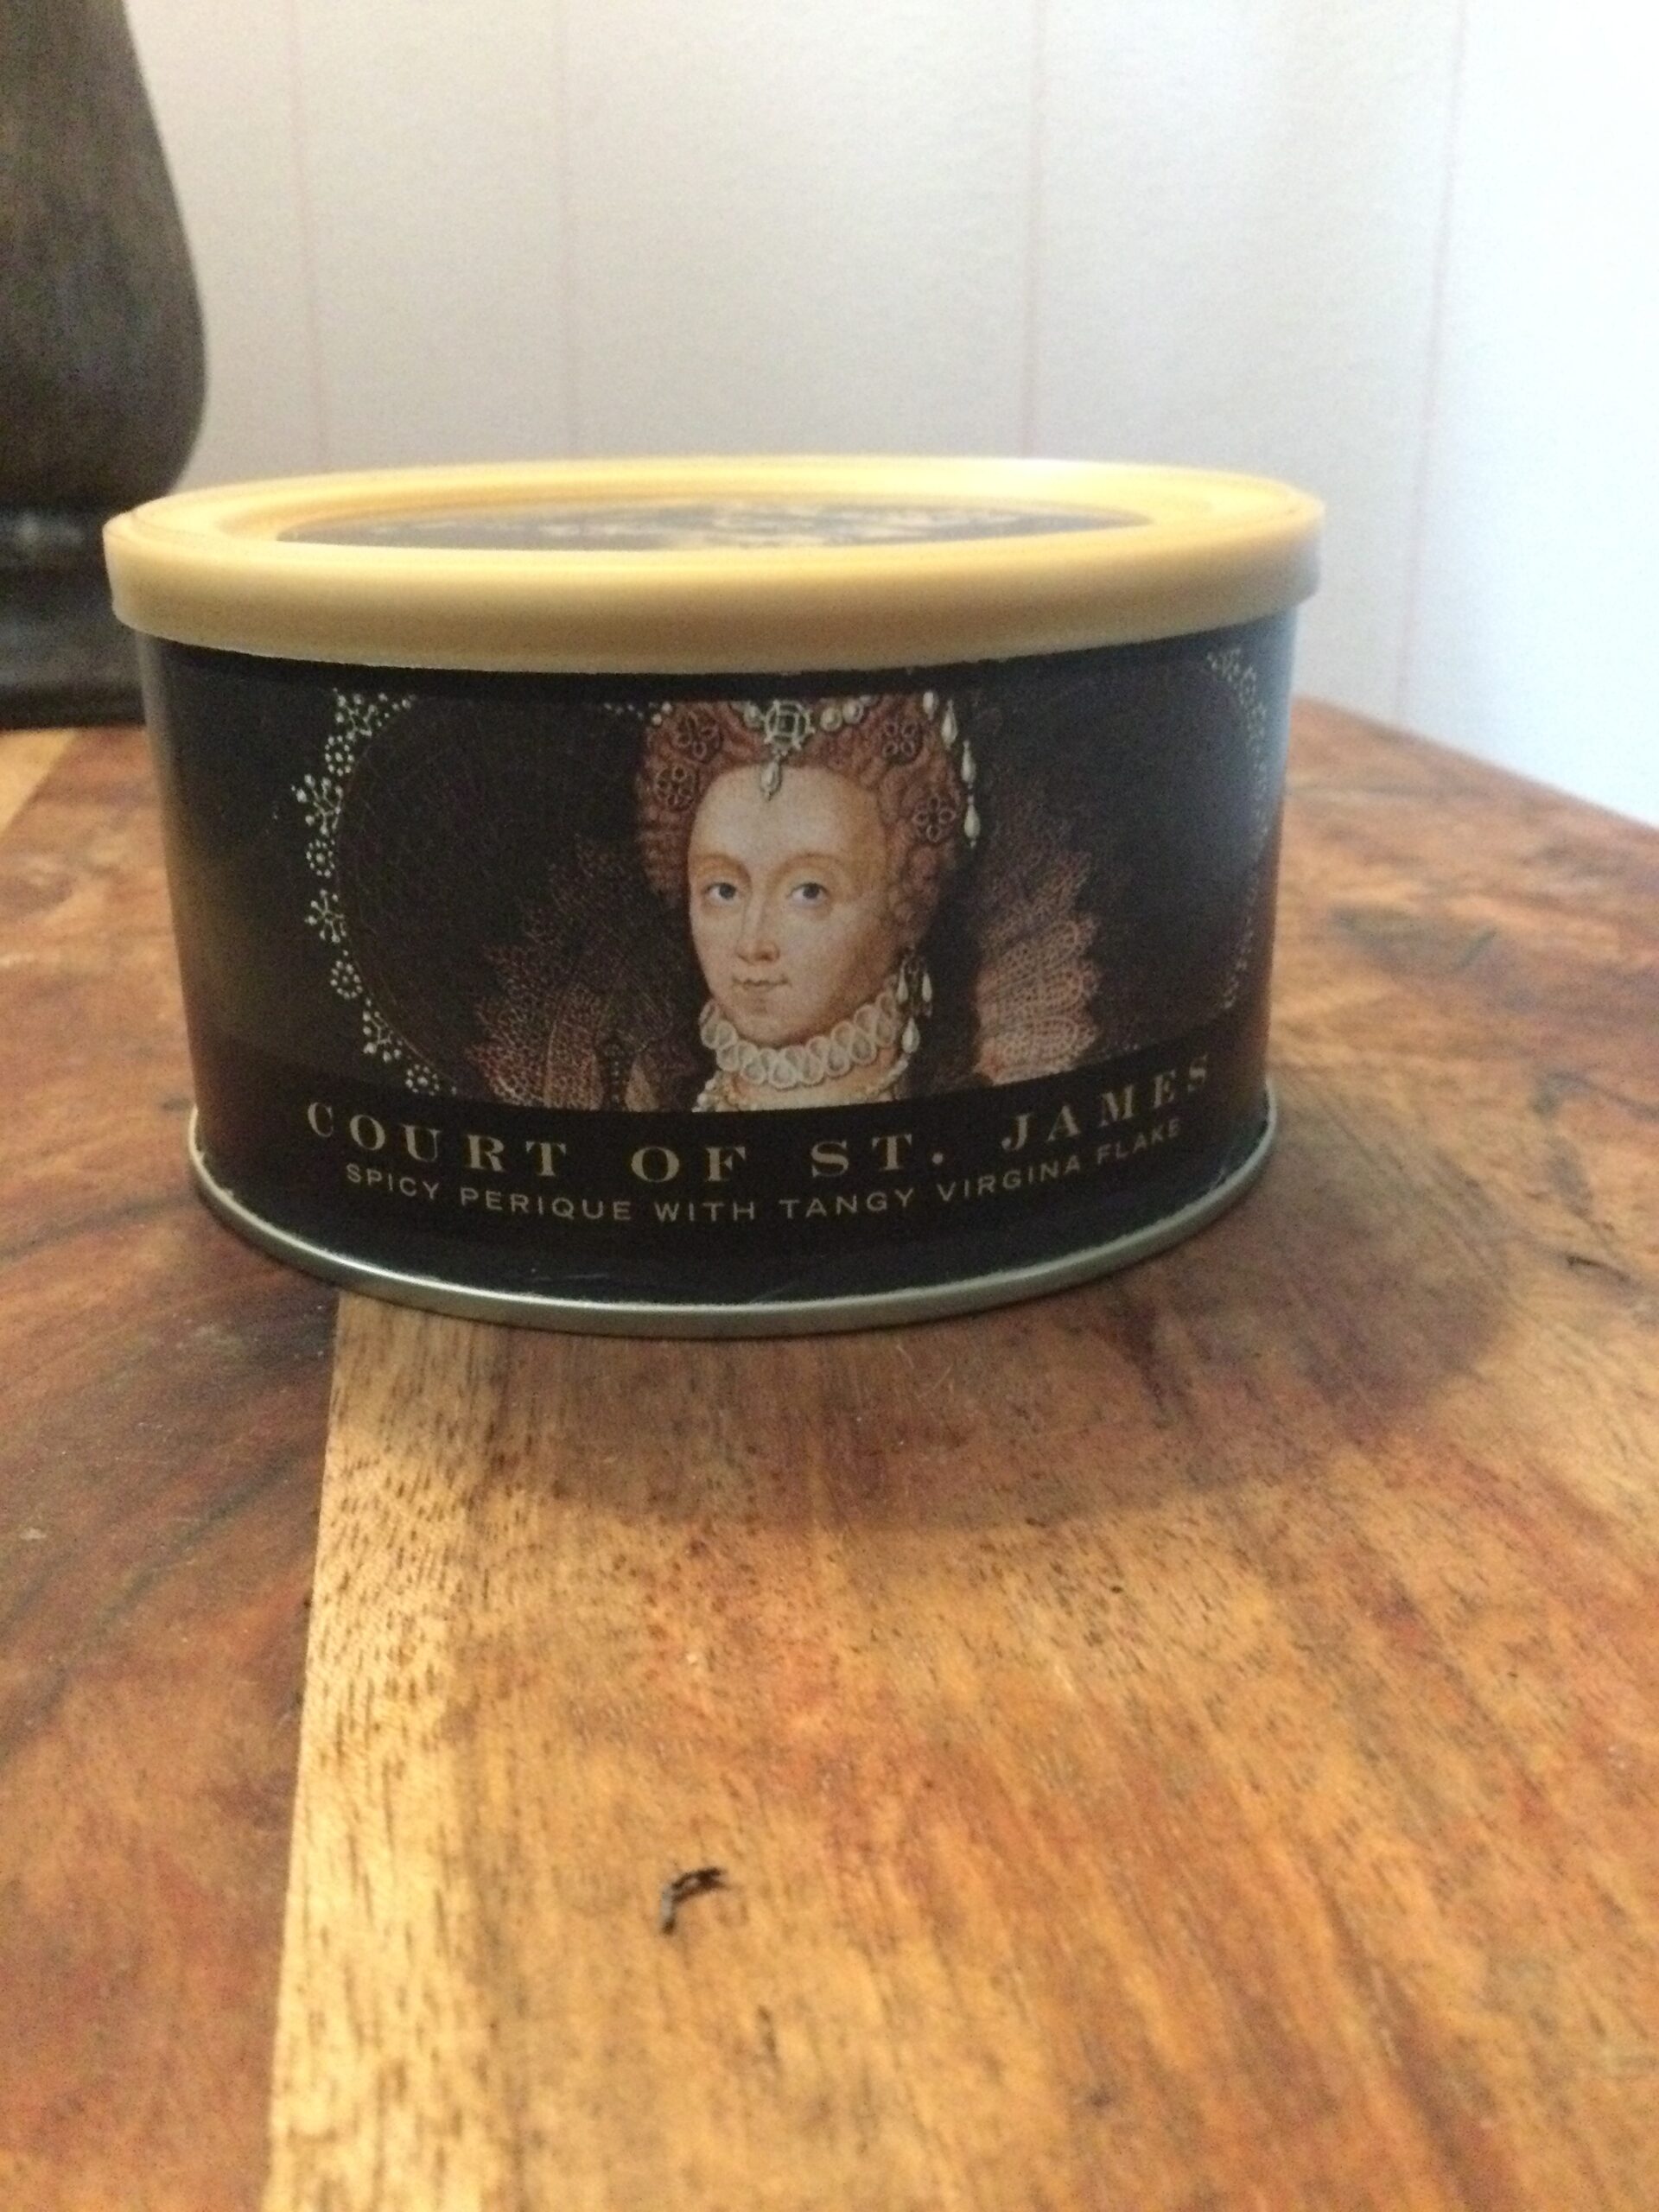 COURT OF ST. JAMES
SPICY PERIQUE WITH TANGY VIRGINA FLAKE